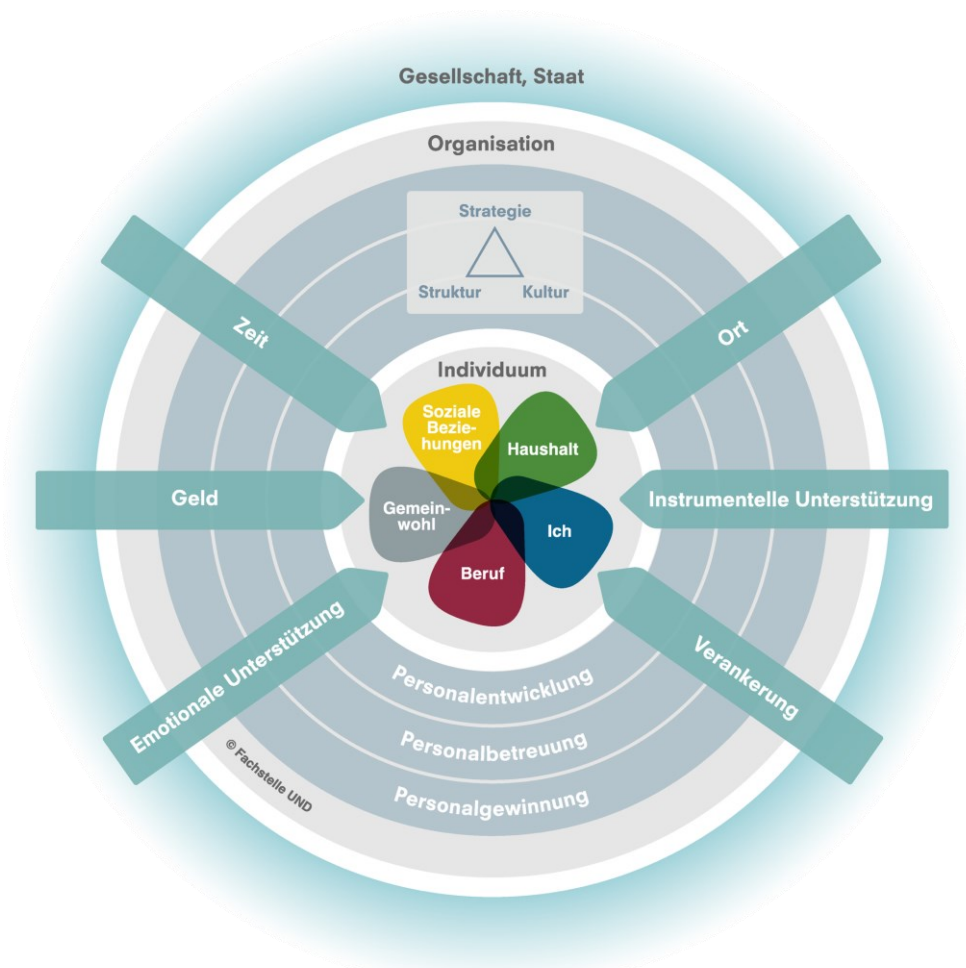 Gesellschaft, Staat
Organisation
Strategie
Struktur Kultur
Zeit
Ort
Individuum
Soziale
Bezie-
hungen
Haushalt
Geld
Gemein-
wohl
Ich
Instrumentelle Unterstützung
Beruf
Emotionale Unterstützung
Verankerung
Personalentwicklung
Personalbetreuung
Personalgewinnung
© Fachstelle UND